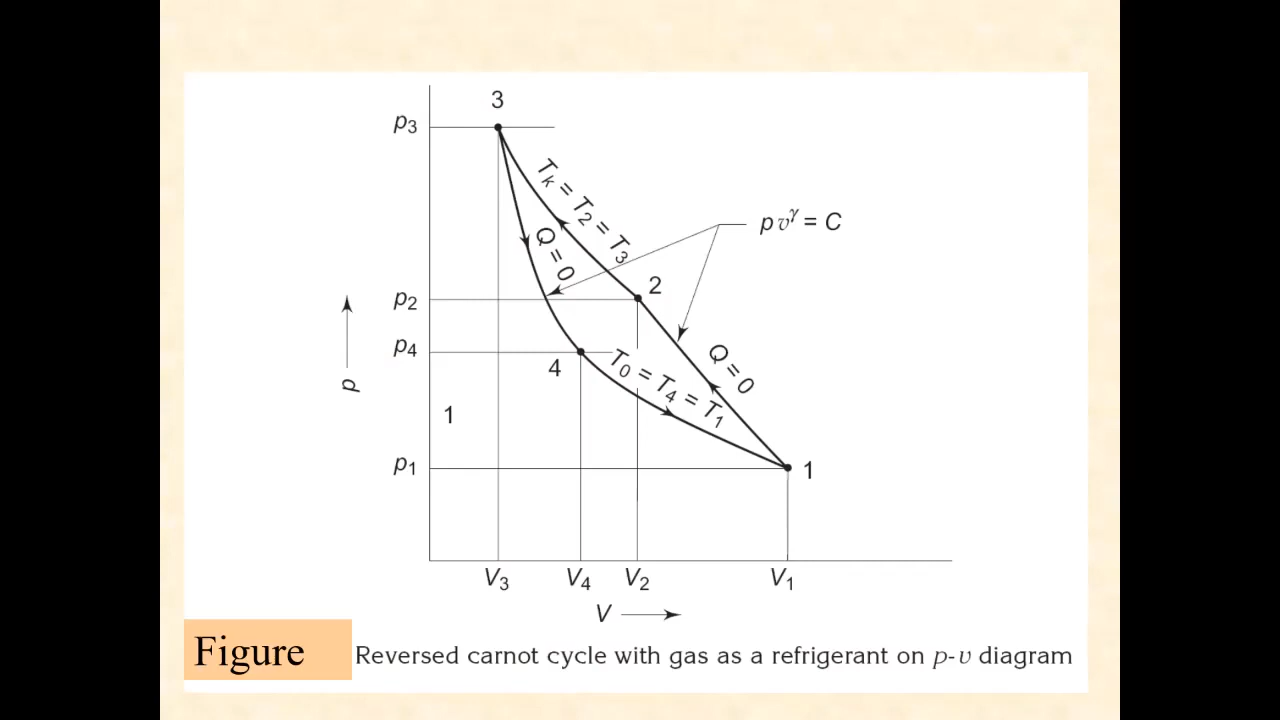 3
p3
Tk = T2 = T3
pvγ = C
Q = 0
2
p2
p4
4
T0 = T4 = T1
Q = 0
p
1
p1
1
V3 V4 V2 V1
V
Figure Reversed carnot cycle with gas as a refrigerant on p-v diagram